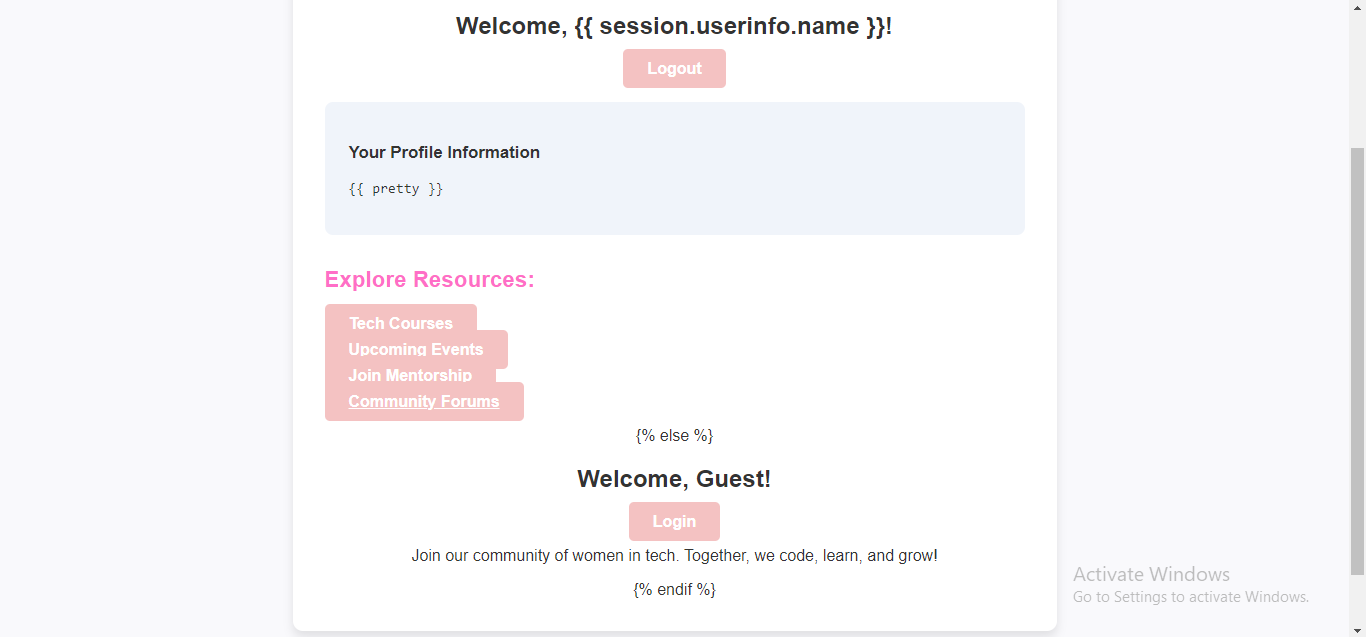 Welcome, {{ session.userinfo.name }}!
Logout
Your Profile Information
{{ pretty }}
Explore Resources:
Tech Courses
Upcoming Events
Join Mentorship
Community Forums
{% else %}
Welcome, Guest!
Login
Join our community of women in tech. Together, we code, learn, and grow!
{% endif %}
Activate Windows
Go to Settings to activate Windows.